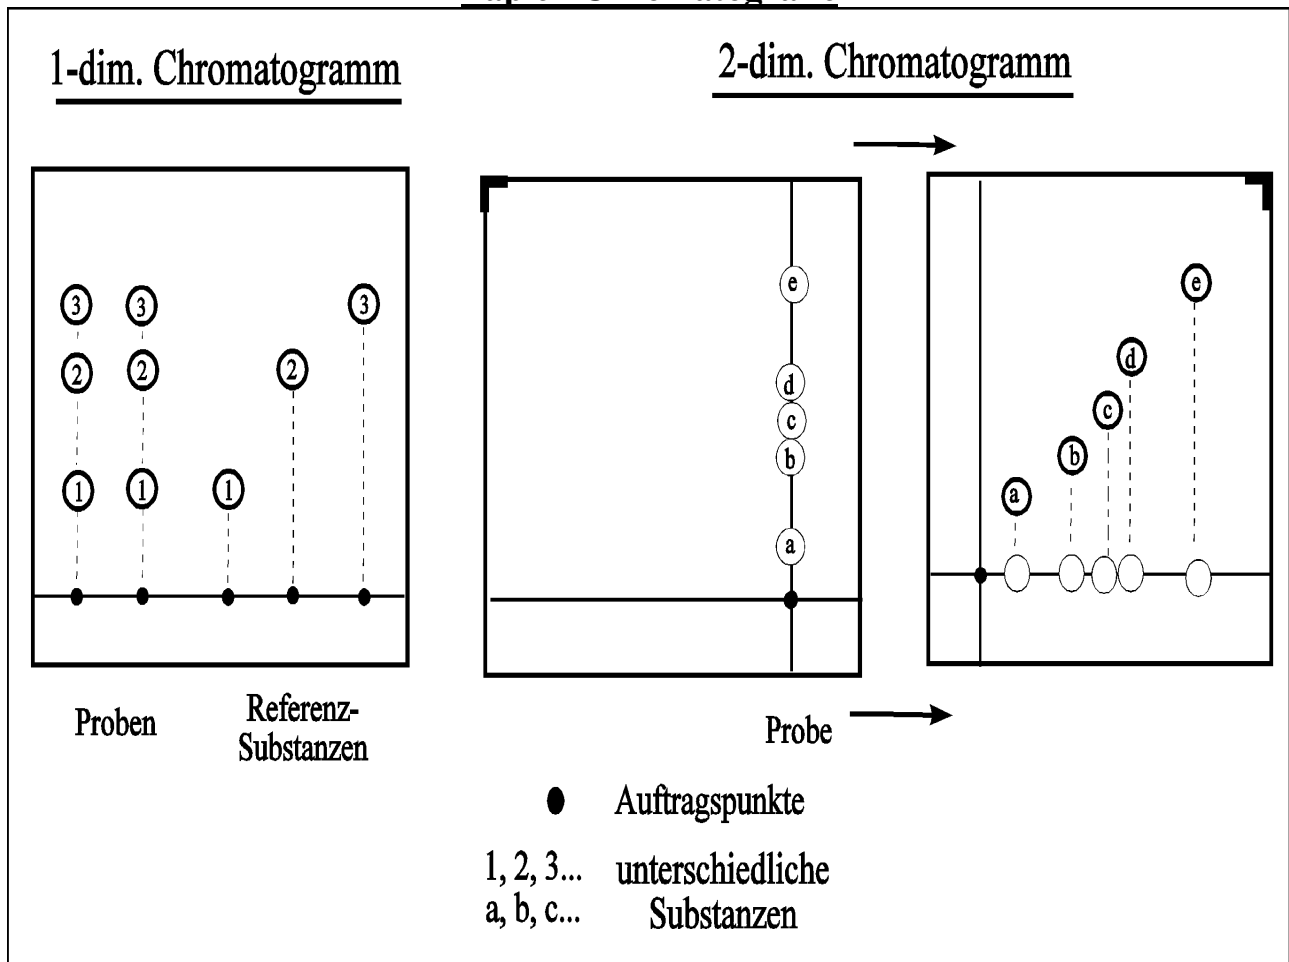 1-dim. Chromatogramm
2-dim. Chromatogramm
3 3 3
2 2 2
1 1 1
e
d
c
b
a
e
d
c
b
a
Proben
Referenz-
Substanzen
Probe
Auftragspunkte
1, 2, 3... unterschiedliche
a, b, c... Substanzen